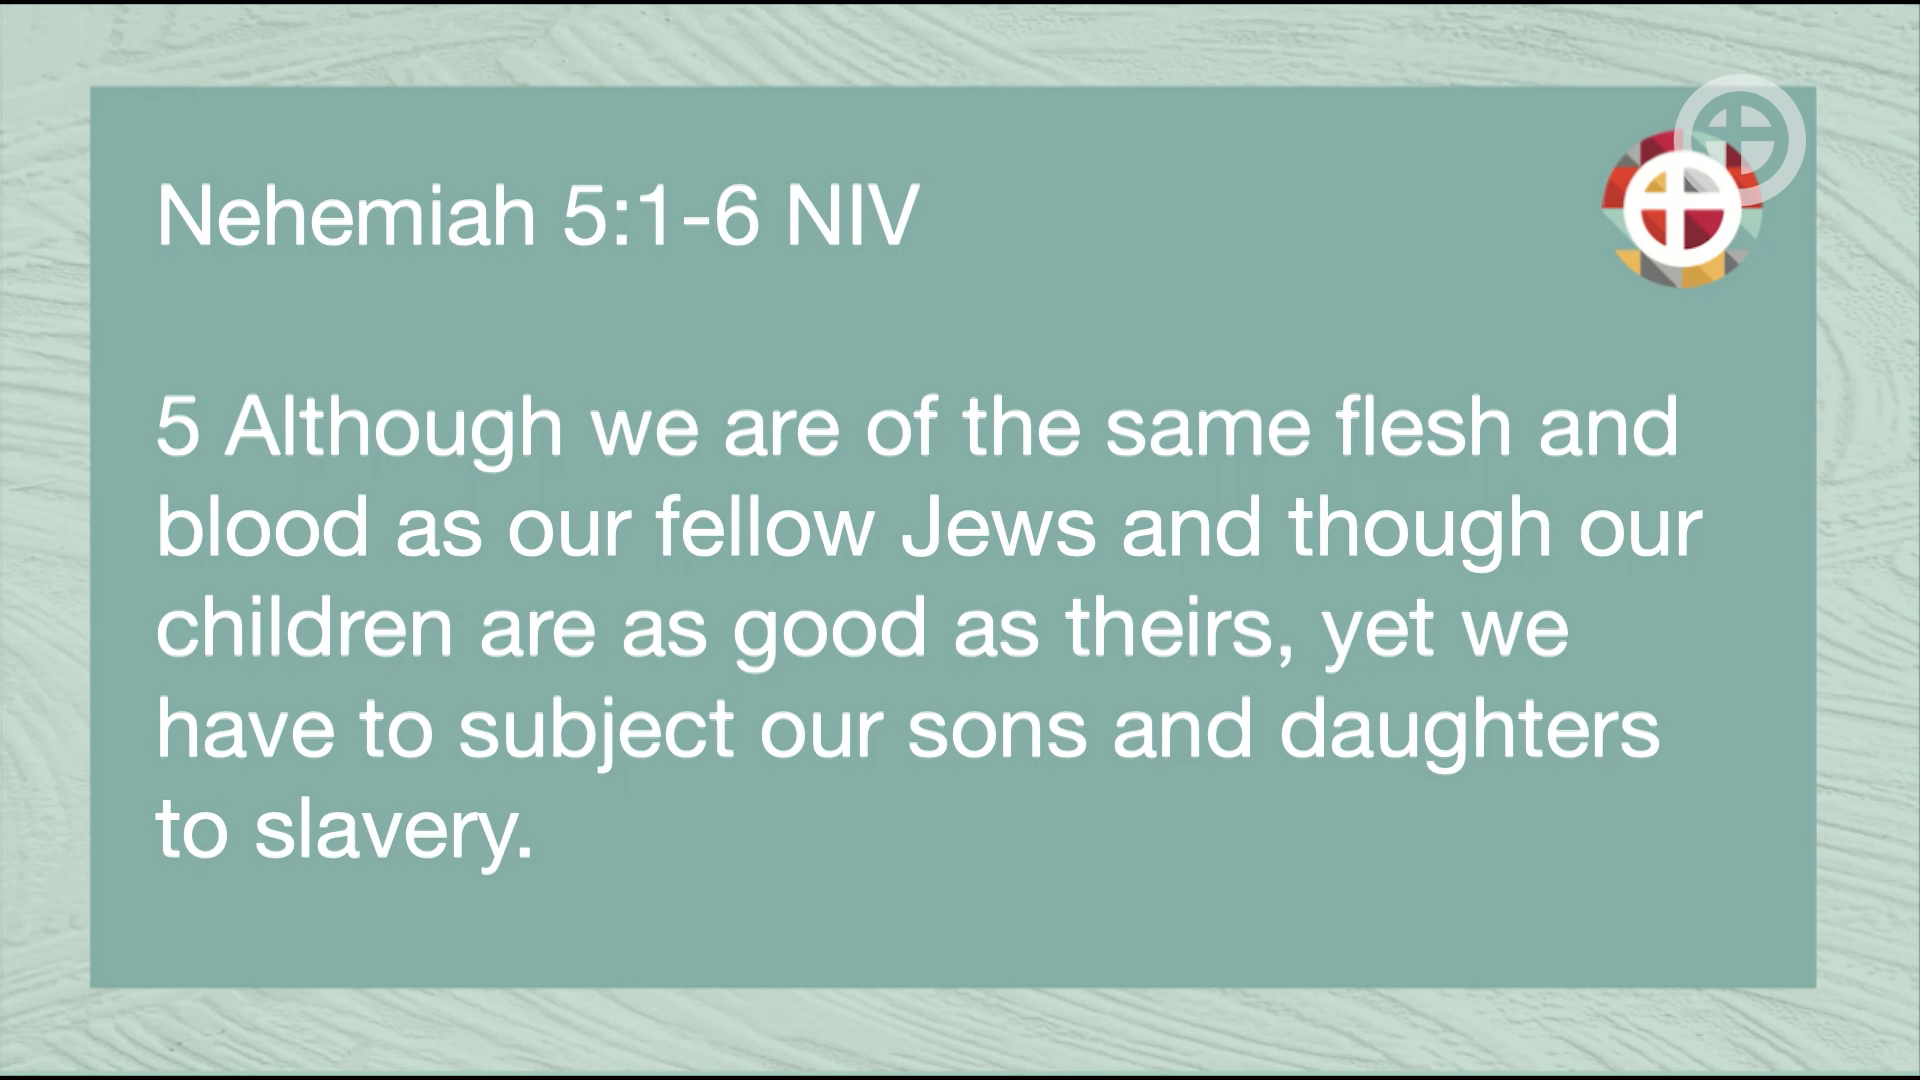 Nehemiah 5:1-6 NIV
5 Although we are of the same flesh and
blood as our fellow Jews and though our
children are as good as theirs, yet we
have to subject our sons and daughters
to slavery.